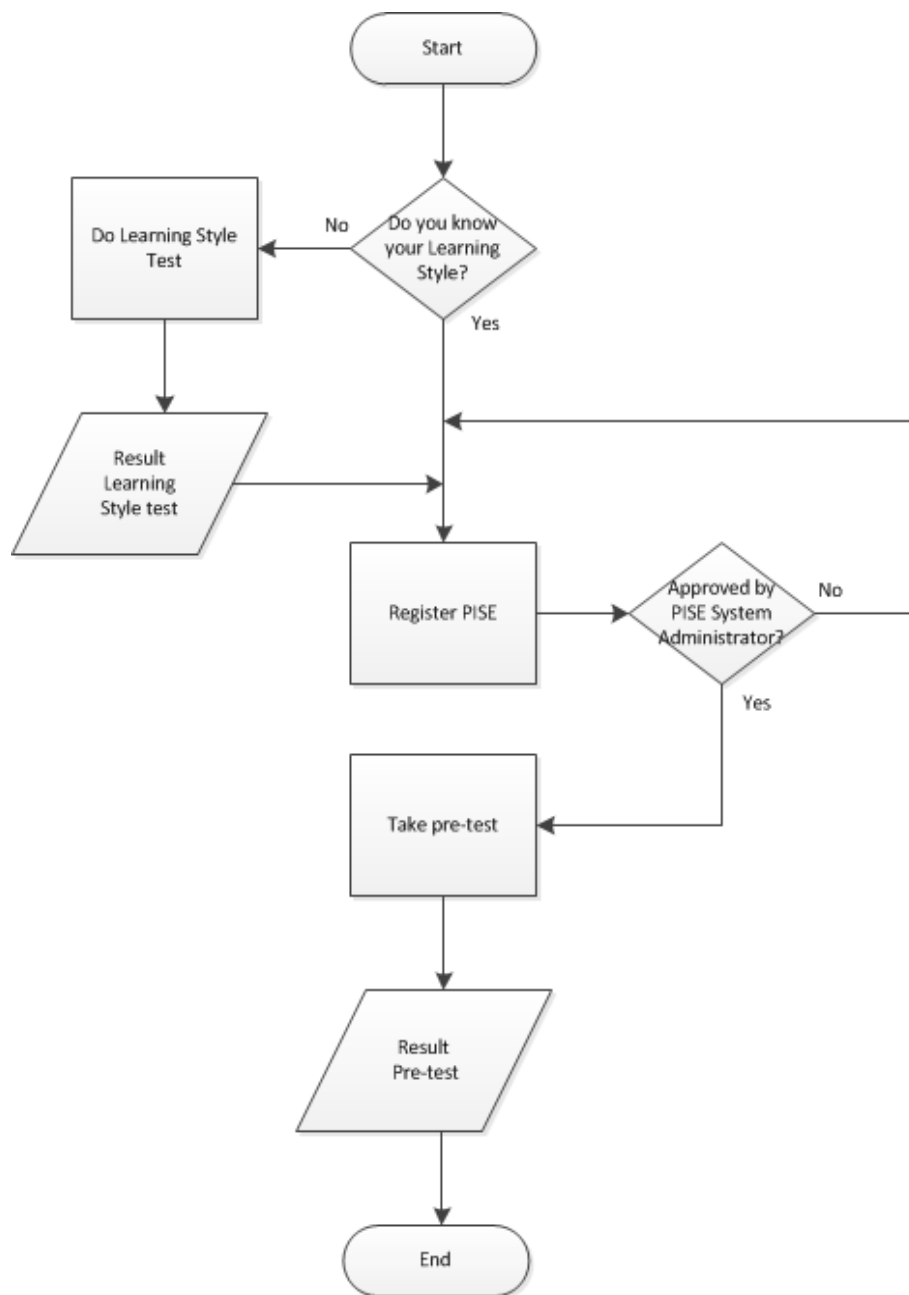 Start
Do you know
your Learning
Style?
No
Yes
Do Learning Style
Test
Result
Learning
Style test
Register PISE
Approved by
PISE System
Administrator?
No
Yes
Take pre-test
Result
Pre-test
End